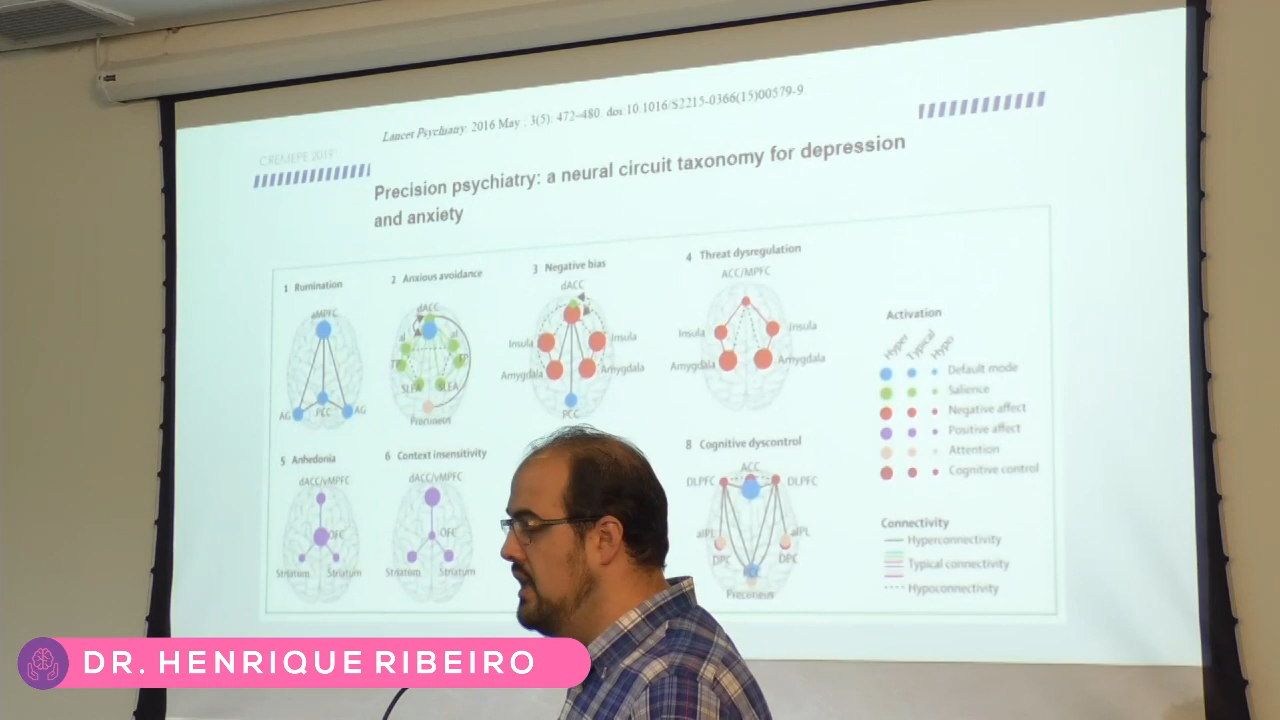 Lancet Psychiatry. 2016 May ; 3(5): 472–480. doi:10.1016/S2215-0366(15)00579-9.
CREMEPE 2019
Precision psychiatry: a neural circuit taxonomy for depression
and anxiety
1 Rumination
aMPFC
AG
PCC
AG
2 Anxious avoidance
dACC
aI
aI
TP
TP
SLEA
SLEA
Precuneus
3 Negative bias
dACC
Insula
Insula
Amygdala
Amygdala
PCC
4 Threat dysregulation
ACC/MPFC
Insula
Insula
Amygdala
Amygdala
5 Anhedonia
dACC/vMPFC
OFC
Striatum
Striatum
6 Context insensitivity
dACC/vMPFC
OFC
Striatum
Striatum
8 Cognitive dyscontrol
ACC
DLPFC
DLPFC
aIPL
aIPL
DPC
DPC
PCC
Precuneus
Activation
Hyper
Typical
Hypo
Default mode
Salience
Negative affect
Positive affect
Attention
Cognitive control
Connectivity
Hyperconnectivity
Typical connectivity
Hypoconnectivity
DR. HENRIQUE RIBEIRO